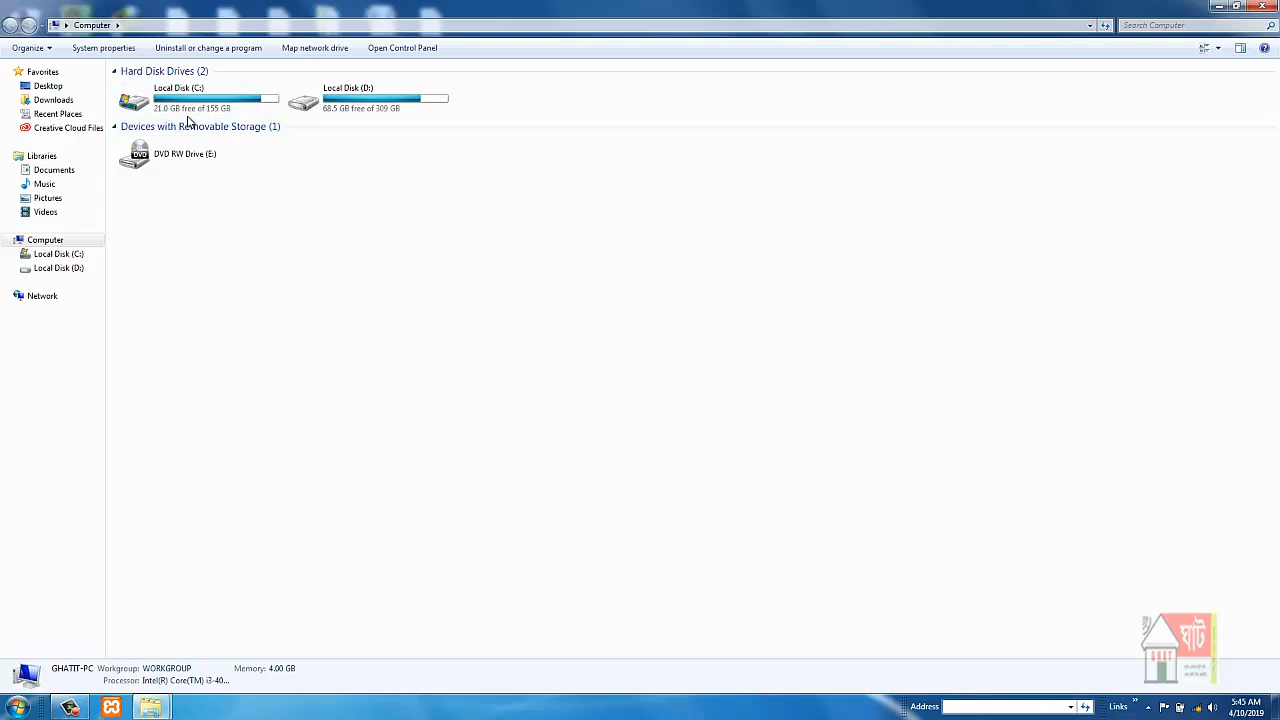 Computer
Search Computer
Organize
System properties
Uninstall or change a program
Map network drive
Open Control Panel
Favorites
Desktop
Downloads
Recent Places
Creative Cloud Files
Libraries
Documents
Music
Pictures
Videos
Computer
Local Disk (C:)
Local Disk (D:)
Network
Hard Disk Drives (2)
Local Disk (C:)
21.0 GB free of 155 GB
Local Disk (D:)
68.5 GB free of 309 GB
Devices with Removable Storage (1)
DVD
DVD RW Drive (E:)
ঘাট
GHAT
GHATIT-PC Workgroup: WORKGROUP Memory: 4.00 GB
Processor: Intel(R) Core(TM) i3-40...
Address
Links
5:45 AM
4/10/2019